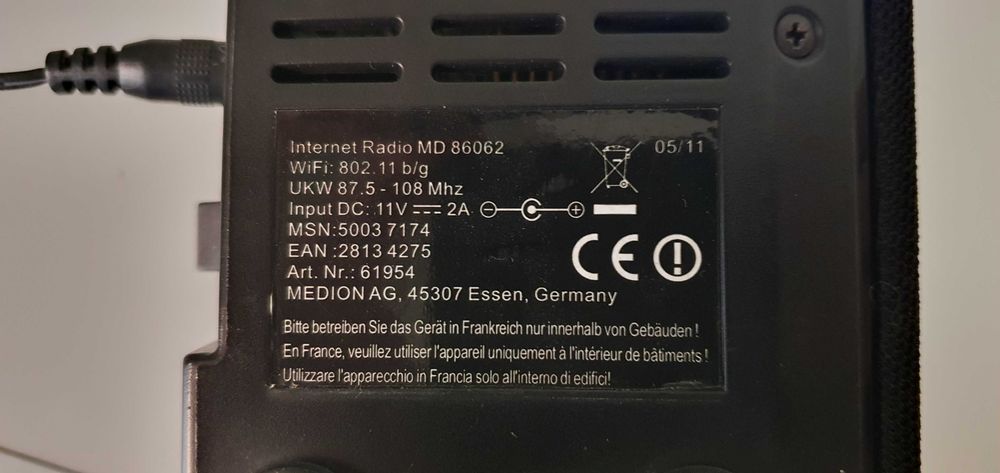 Internet Radio MD 86062 05/11
WiFi: 802.11 b/g
UKW 87.5 - 108 Mhz
Input DC: 11V ⎓ 2A
MSN:5003 7174
EAN :2813 4275
Art. Nr.: 61954
CE
MEDION AG, 45307 Essen, Germany
Bitte betreiben Sie das Gerät in Frankreich nur innerhalb von Gebäuden !
En France, veuillez utiliser l'appareil uniquement à l'intérieur de bâtiments !
Utilizzare l'apparecchio in Francia solo all'interno di edifici!